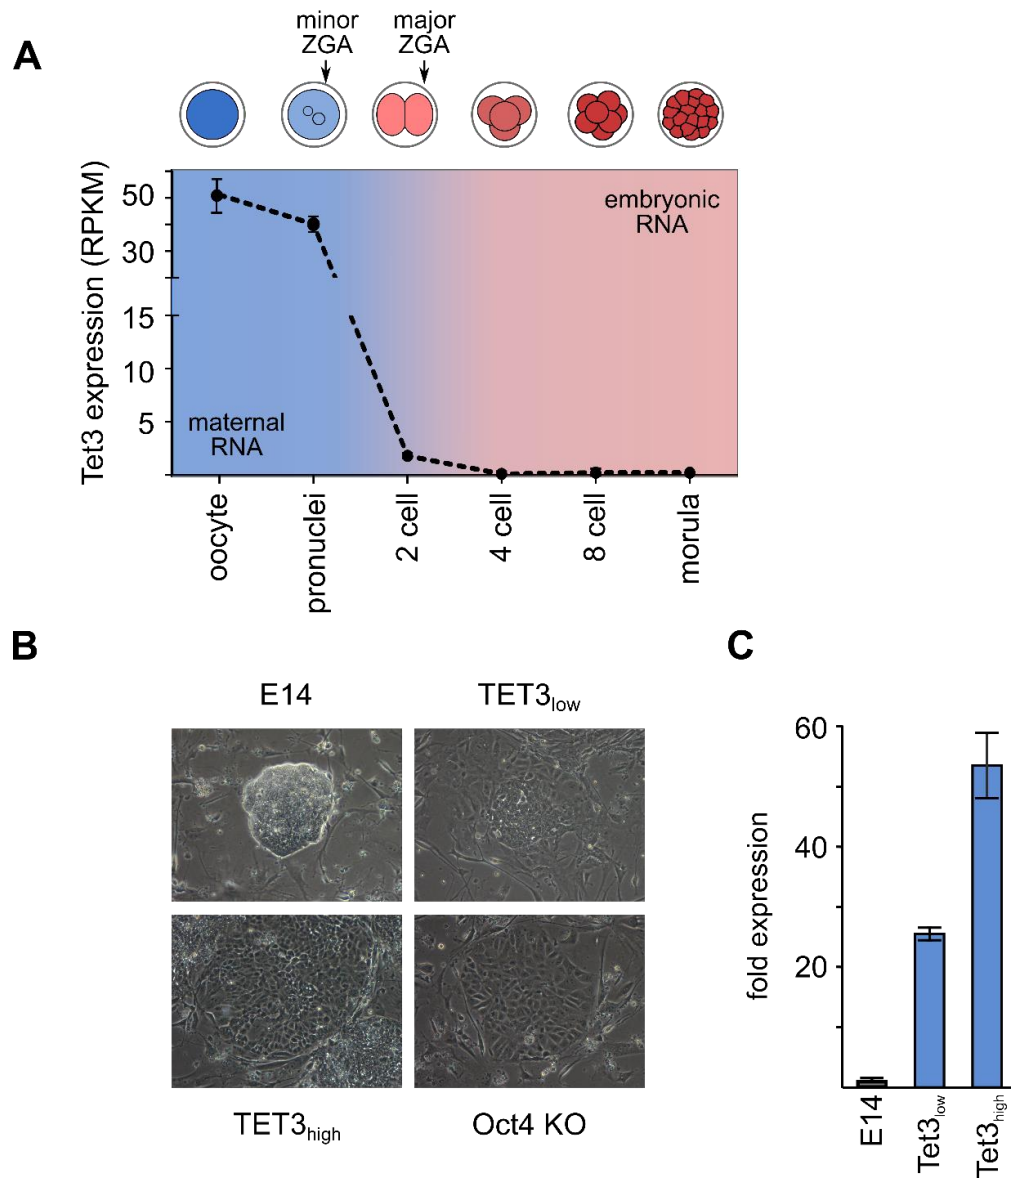 A
minor
ZGA
major
ZGA
Tet3 expression (RPKM)
50
30
15
10
5
embryonic
RNA
maternal
RNA
oocyte
pronuclei
2 cell
4 cell
8 cell
morula
B
E14
TET3low
TET3high
Oct4 KO
C
fold expression
60
40
20
E14
Tet3low
Tet3high